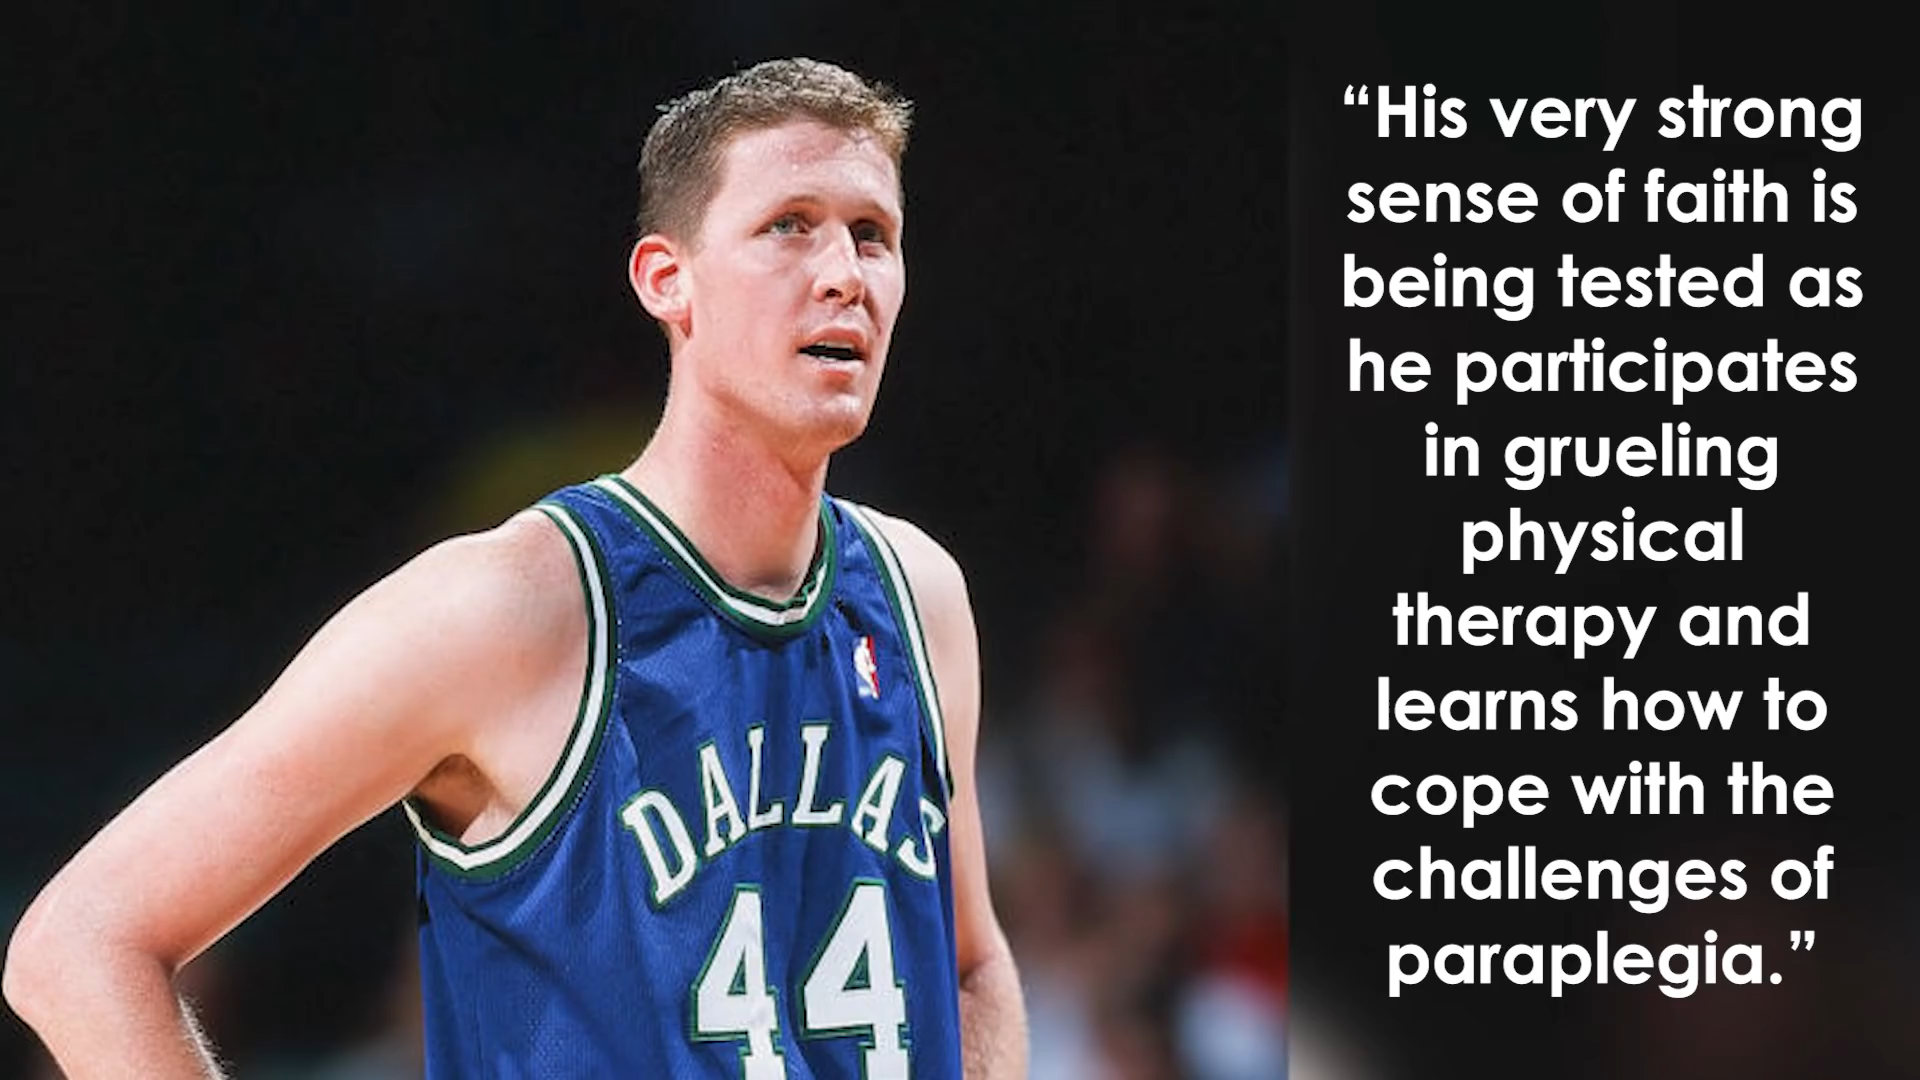 “His very strong
sense of faith is
being tested as
he participates
in grueling
physical
therapy and
learns how to
cope with the
challenges of
paraplegia.”
DALLAS
44